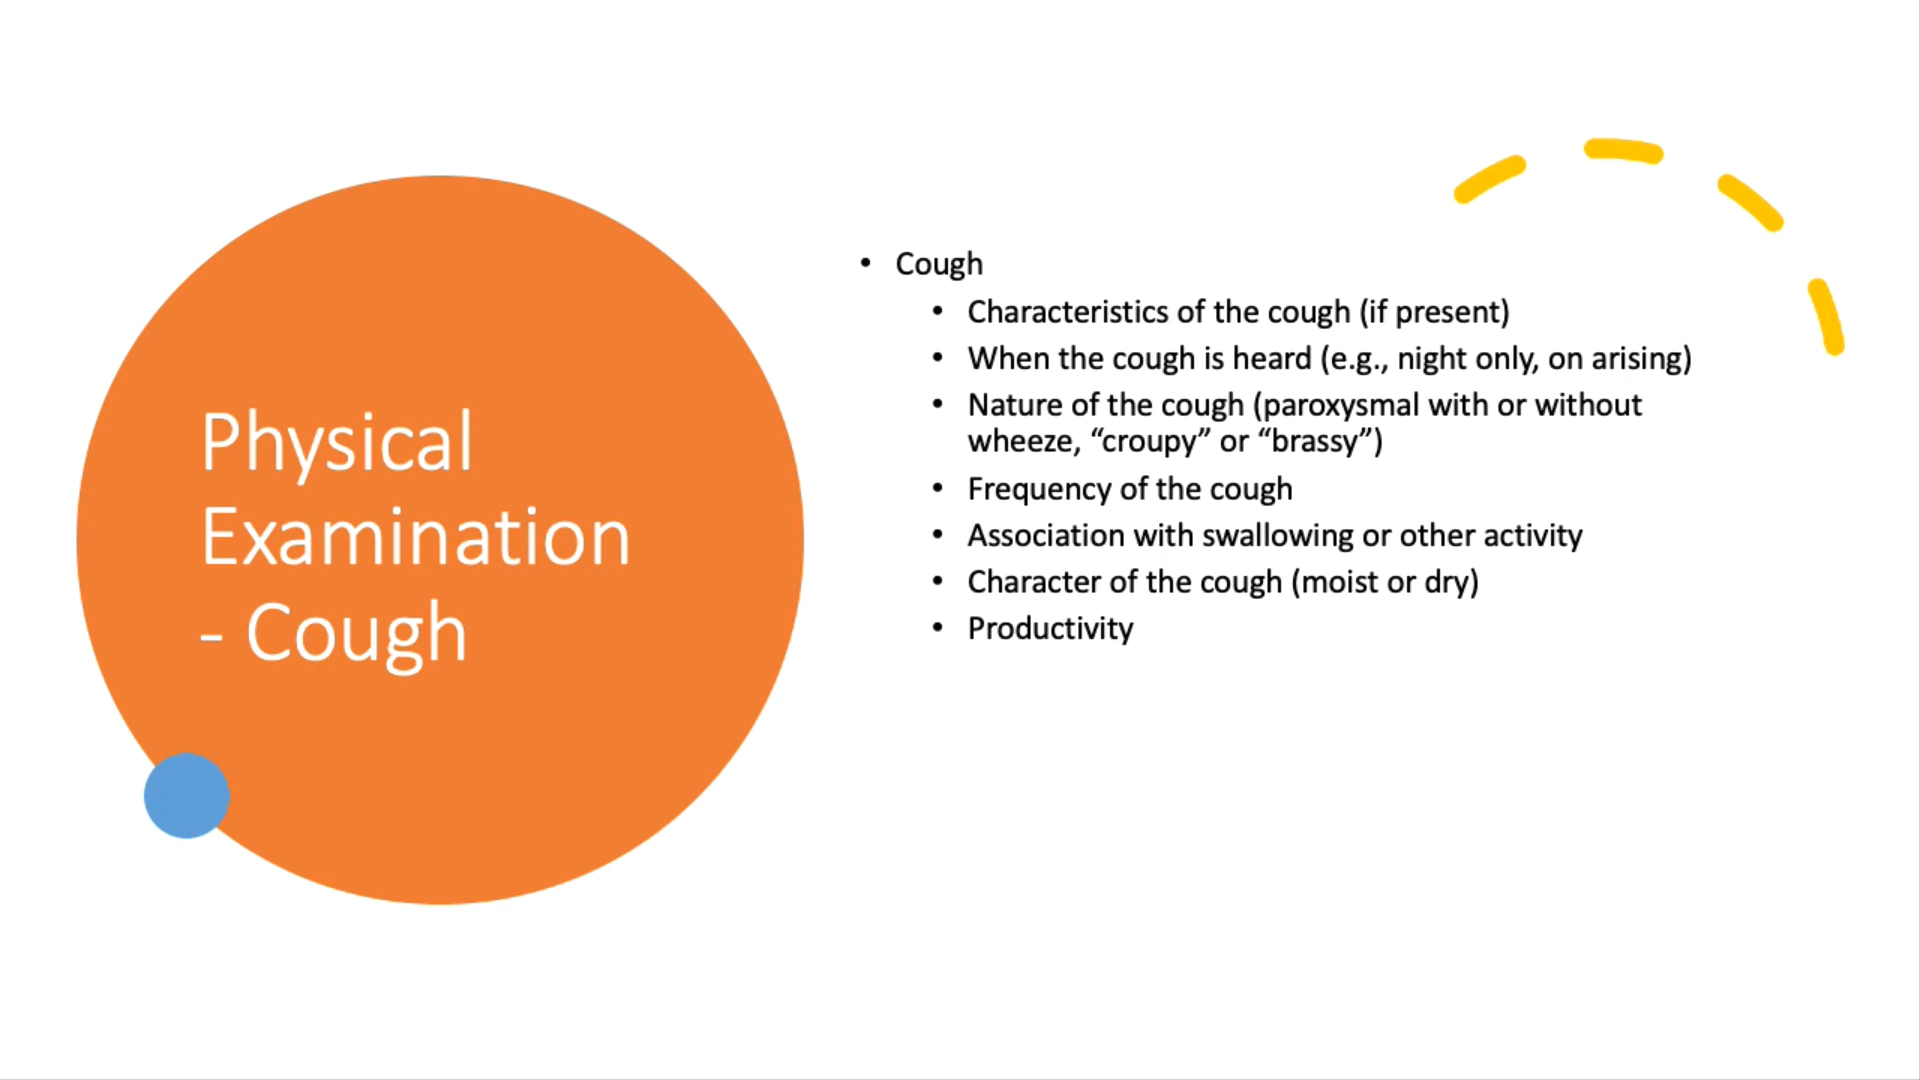 Physical
Examination
- Cough
• Cough
• Characteristics of the cough (if present)
• When the cough is heard (e.g., night only, on arising)
• Nature of the cough (paroxysmal with or without
wheeze, “croupy” or “brassy”)
• Frequency of the cough
• Association with swallowing or other activity
• Character of the cough (moist or dry)
• Productivity